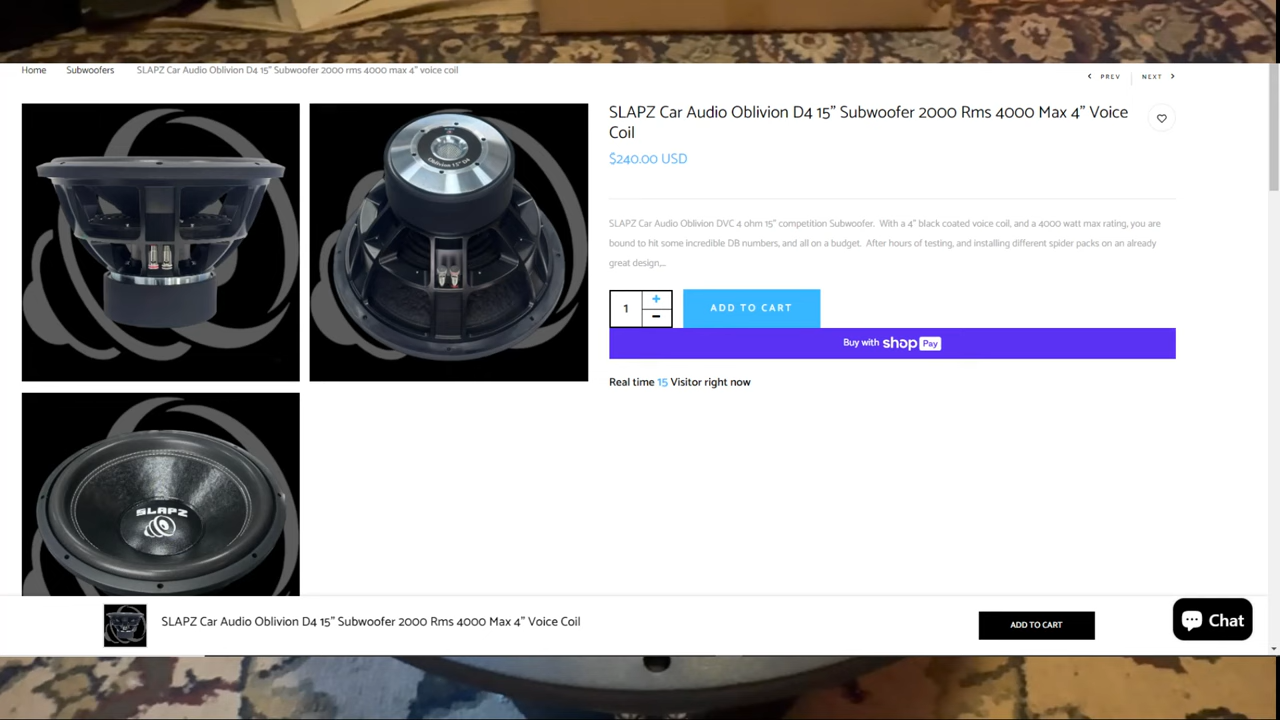 Home Subwoofers SLAPZ Car Audio Oblivion D4 15" Subwoofer 2000 rms 4000 max 4" voice coil
PREV NEXT
SLAPZ Car Audio Oblivion D4 15" Subwoofer 2000 Rms 4000 Max 4" Voice
Coil
$240.00 USD
SLAPZ Car Audio Oblivion DVC 4 ohm 15" competition Subwoofer. With a 4" black coated voice coil, and a 4000 watt max rating, you are
bound to hit some incredible DB numbers, and all on a budget. After hours of testing, and installing different spider packs on an already
great design,...
1 + -
ADD TO CART
Buy with shop Pay
Real time 15 Visitor right now
Oblivion 15" D4
SLAPZ
SLAPZ Car Audio Oblivion D4 15" Subwoofer 2000 Rms 4000 Max 4" Voice Coil
ADD TO CART
Chat